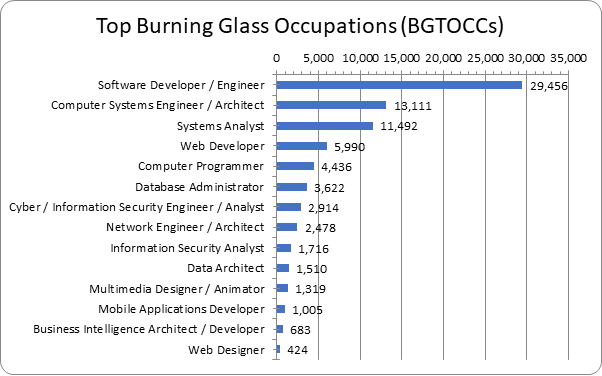 Top Burning Glass Occupations (BGTOCCs)
0 5,000 10,000 15,000 20,000 25,000 30,000 35,000
Software Developer / Engineer 29,456
Computer Systems Engineer / Architect 13,111
Systems Analyst 11,492
Web Developer 5,990
Computer Programmer 4,436
Database Administrator 3,622
Cyber / Information Security Engineer / Analyst 2,914
Network Engineer / Architect 2,478
Information Security Analyst 1,716
Data Architect 1,510
Multimedia Designer / Animator 1,319
Mobile Applications Developer 1,005
Business Intelligence Architect / Developer 683
Web Designer 424